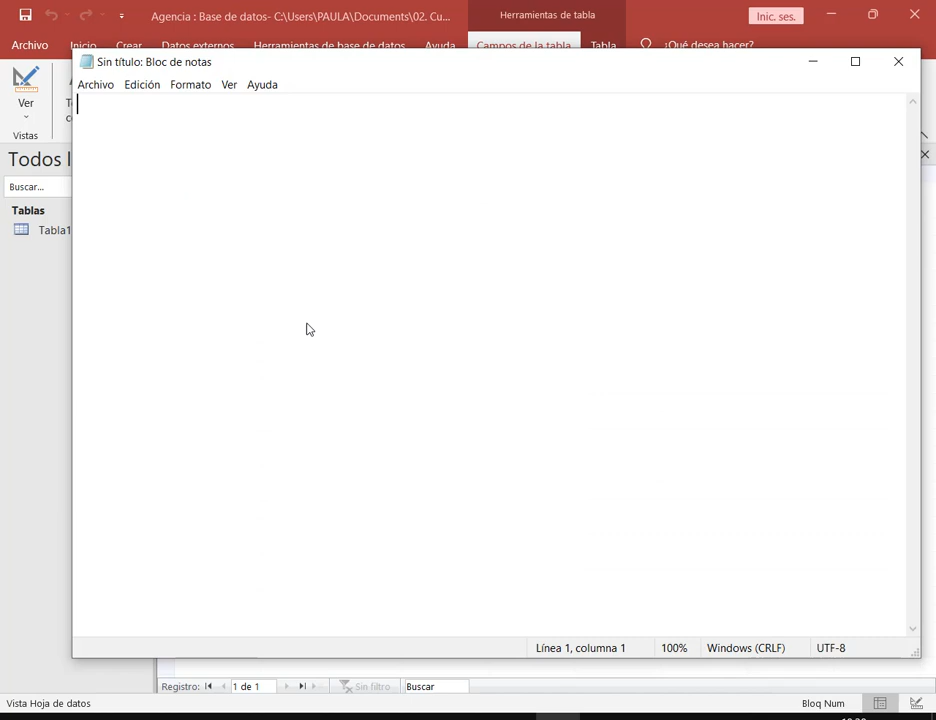 Agencia : Base de datos- C:\Users\PAULA\Documents\02. Cu...
Herramientas de tabla
Inic. ses.
Archivo Inicio Crear Datos externos Herramientas de base de datos Ayuda Campos de la tabla Tabla ¿Qué desea hacer?
Sin título: Bloc de notas
Archivo Edición Formato Ver Ayuda
Ver
Vistas
Todos l
Buscar...
Tablas
Tabla1
Línea 1, columna 1 100% Windows (CRLF) UTF-8
Registro: 1 de 1 Sin filtro Buscar
Vista Hoja de datos
Bloq Num